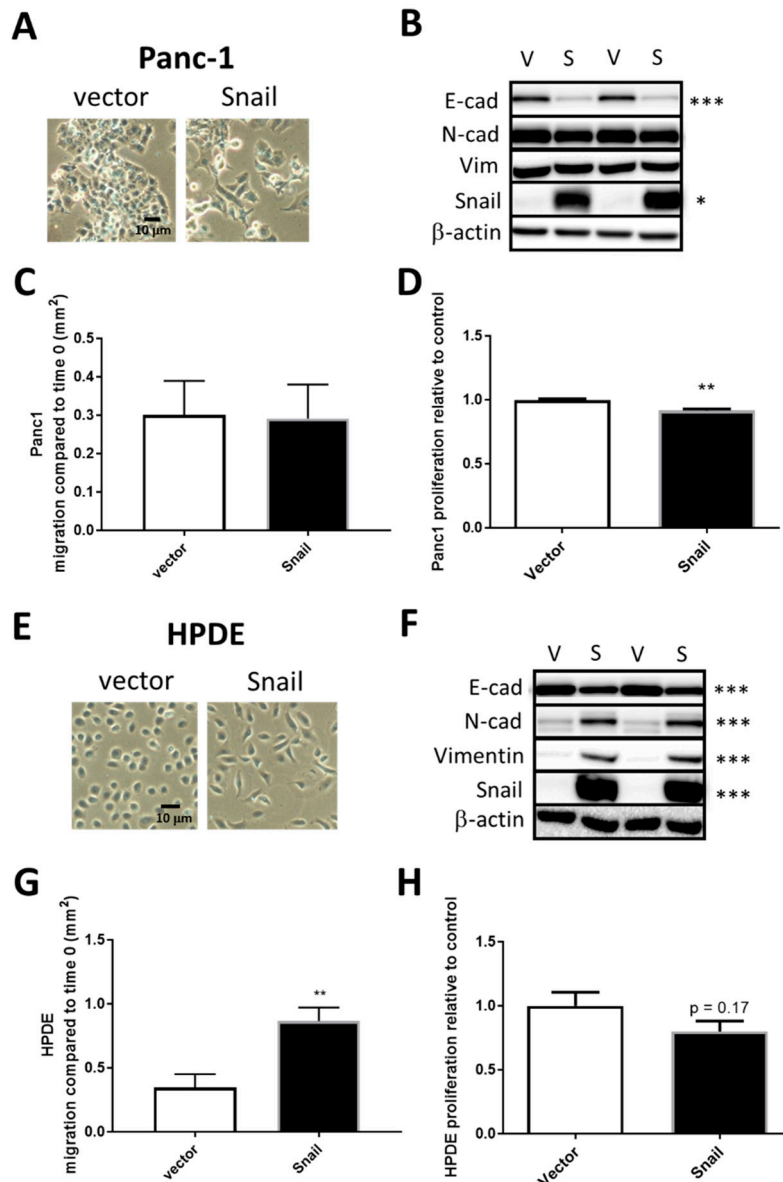 A
Panc-1
vector Snail
10 μm
B
V S V S
E-cad ***
N-cad
Vim
Snail *
β-actin
C
Panc1
migration compared to time 0 (mm²)
0.5
0.4
0.3
0.2
0.1
0.0
vector Snail
D
Panc1 proliferation relative to control
1.5
1.0
0.5
0.0
**
Vector Snail
E
HPDE
vector Snail
10 μm
F
V S V S
E-cad ***
N-cad ***
Vimentin ***
Snail ***
β-actin
G
HPDE
migration compared to time 0 (mm²)
1.5
1.0
0.5
0.0
**
vector Snail
H
HPDE proliferation relative to control
1.5
1.0
0.5
0.0
p = 0.17
Vector Snail